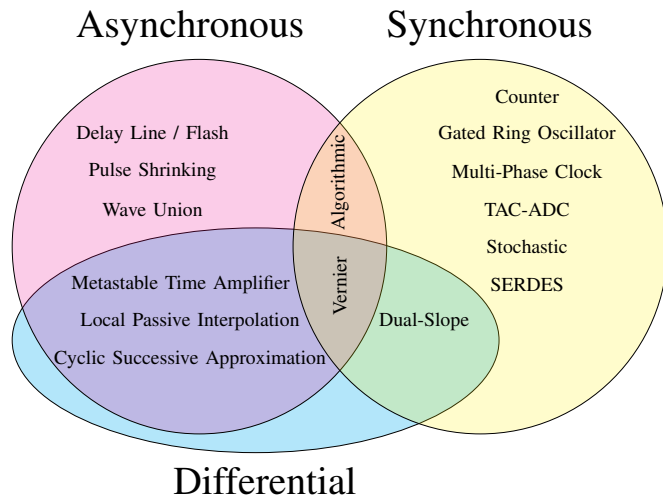 Asynchronous
Synchronous
Counter
Delay Line / Flash
Gated Ring Oscillator
Algorithmic
Pulse Shrinking
Multi-Phase Clock
Wave Union
TAC-ADC
Stochastic
Metastable Time Amplifier
Vernier
SERDES
Local Passive Interpolation
Dual-Slope
Cyclic Successive Approximation
Differential